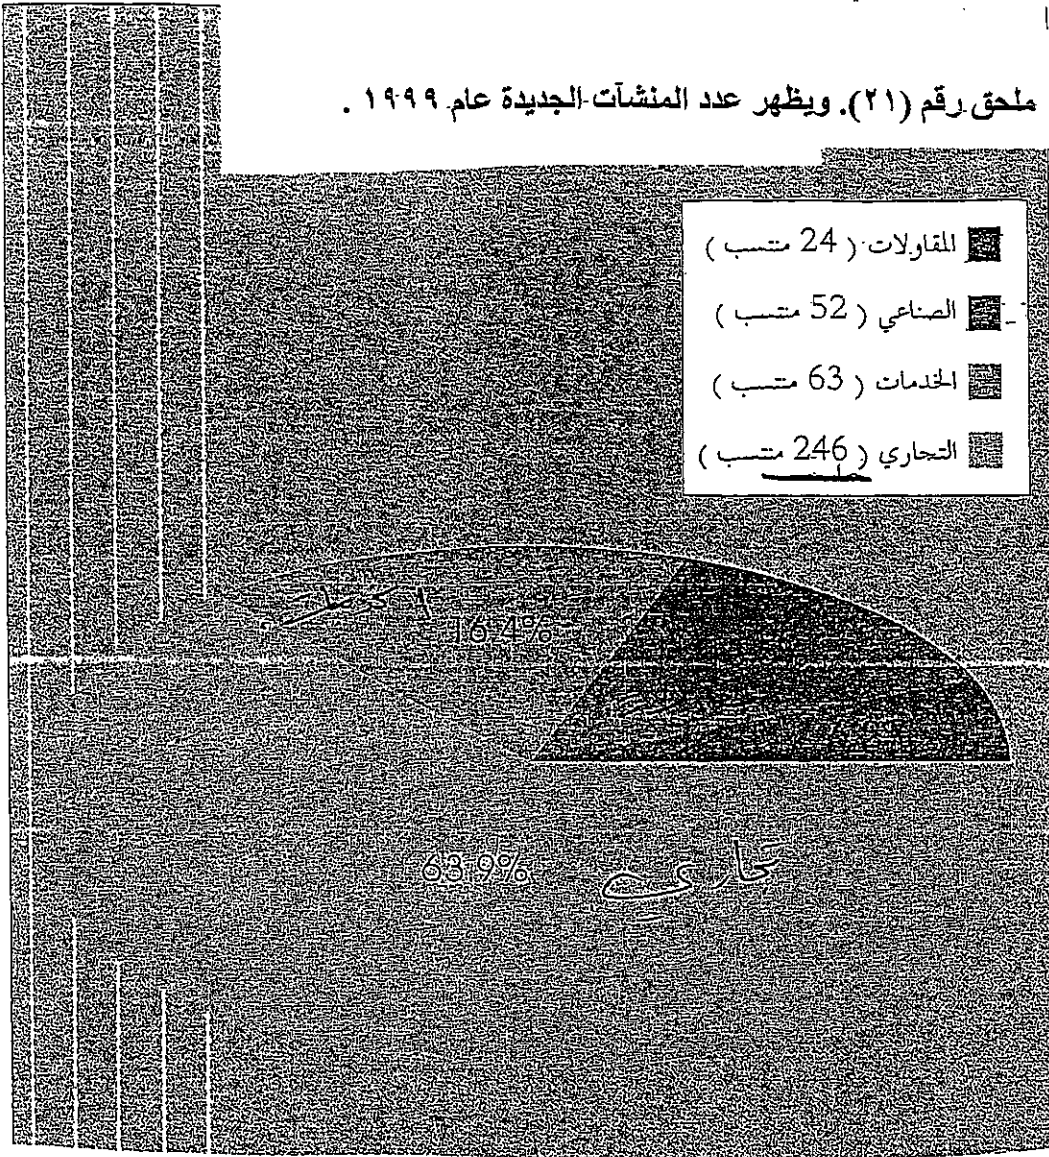 ملحق رقم (٢١). ويظهر عدد المنشآت الجديدة عام ١٩٩٩ .
المقاولات ( 24 منتسب )
الصناعي ( 52 منتسب )
الخدمات ( 63 منتسب )
التجاري ( 246 منتسب )
16.4%
تجاري 63.9%